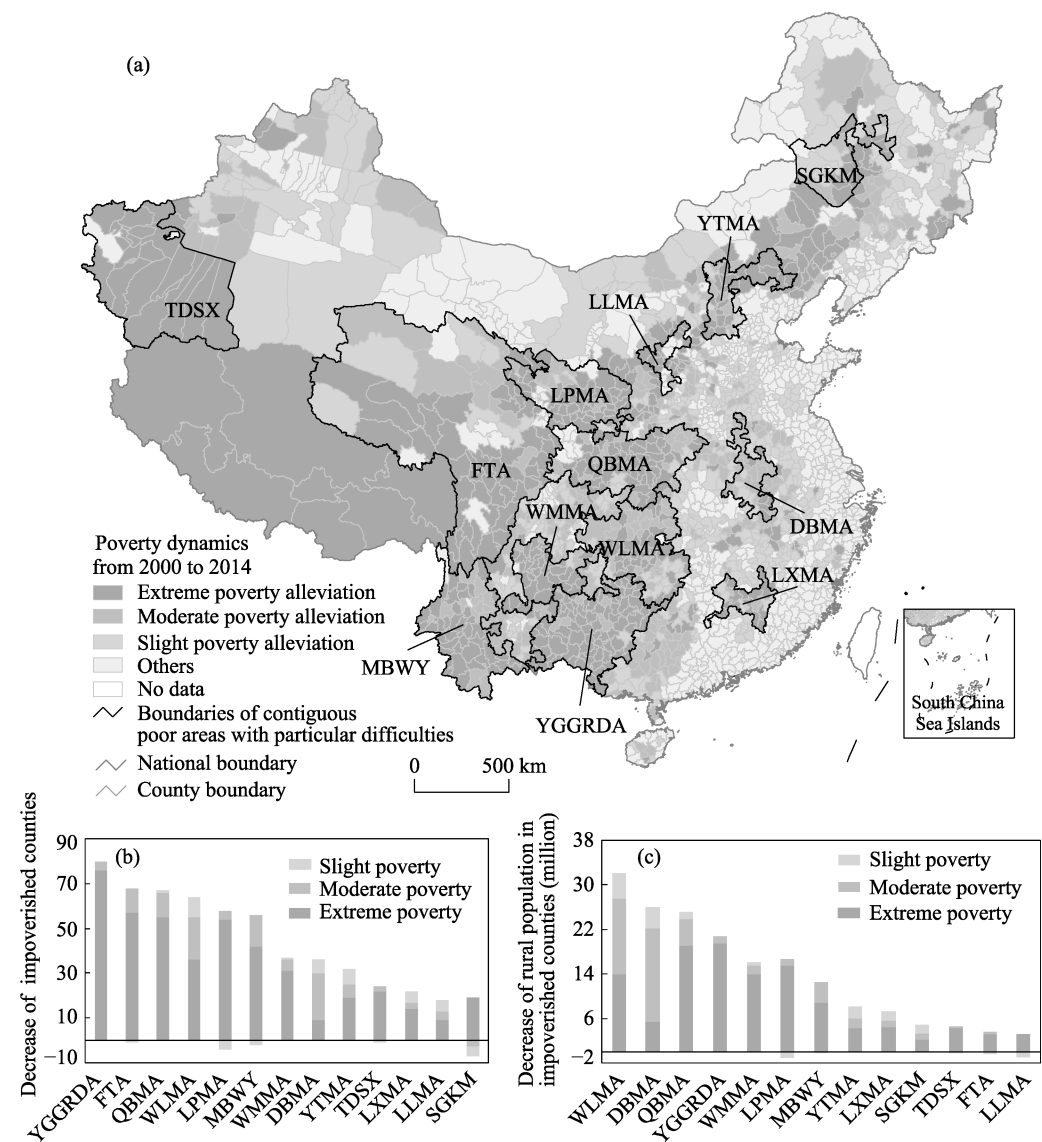 (a)
SGKM
YTMA
LLMA
TDSX
LPMA
FTA
QBMA
WMMA
DBMA
WLMA
LXMA
MBWY
YGGRDA
Poverty dynamics
from 2000 to 2014
Extreme poverty alleviation
Moderate poverty alleviation
Slight poverty alleviation
Others
No data
Boundaries of contiguous
poor areas with particular difficulties
National boundary
County boundary
0 500 km
South China
Sea Islands
(b)
Decrease of impoverished counties
90
70
50
30
10
−10
Slight poverty
Moderate poverty
Extreme poverty
YGGRDA
FTA
QBMA
WLMA
LPMA
MBWY
WMMA
DBMA
YTMA
TDSX
LXMA
LLMA
SGKM
(c)
Decrease of rural population in
impoverished counties (million)
38
30
22
14
6
−2
Slight poverty
Moderate poverty
Extreme poverty
WLMA
DBMA
QBMA
YGGRDA
WMMA
LPMA
MBWY
YTMA
LXMA
SGKM
TDSX
FTA
LLMA